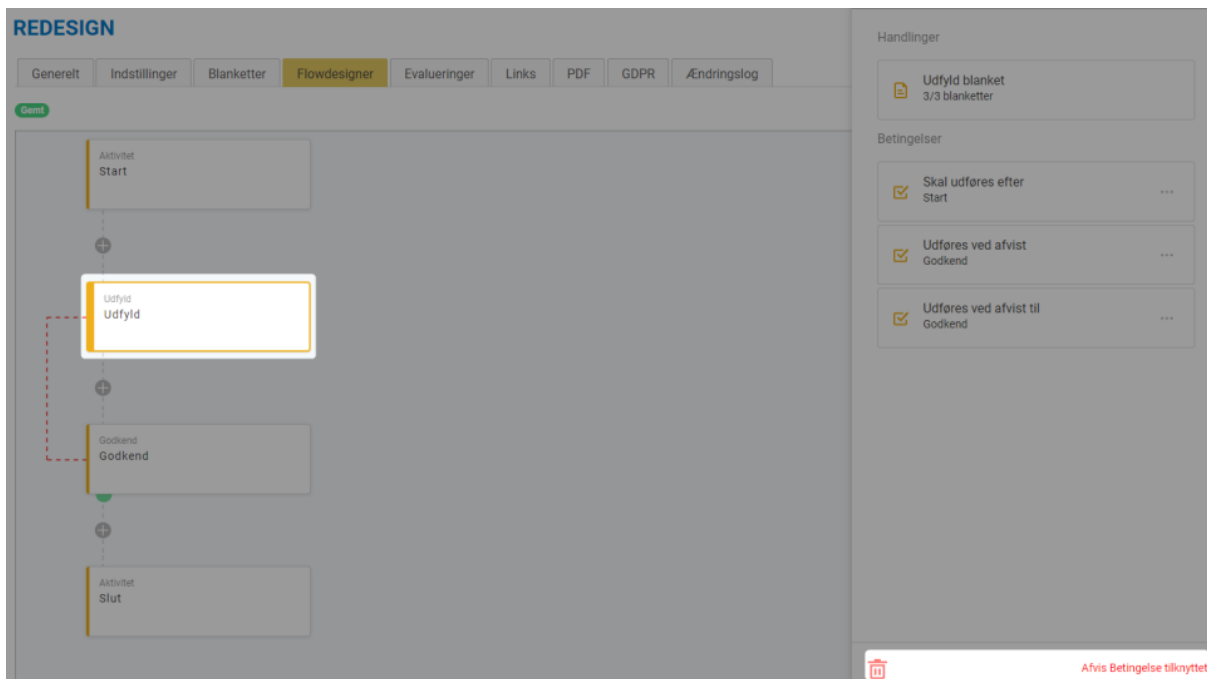 REDESIGN
Generelt Indstillinger Blanketter Flowdesigner Evalueringer Links PDF GDPR Ændringslog
Gemt
Aktivitet
Start
Udfyld
Udfyld
Godkend
Godkend
Aktivitet
Slut
Handlinger
Udfyld blanket
3/3 blanketter
Betingelser
Skal udføres efter
Start
Udføres ved afvist
Godkend
Udføres ved afvist til
Godkend
Afvis Betingelse tilknyttet